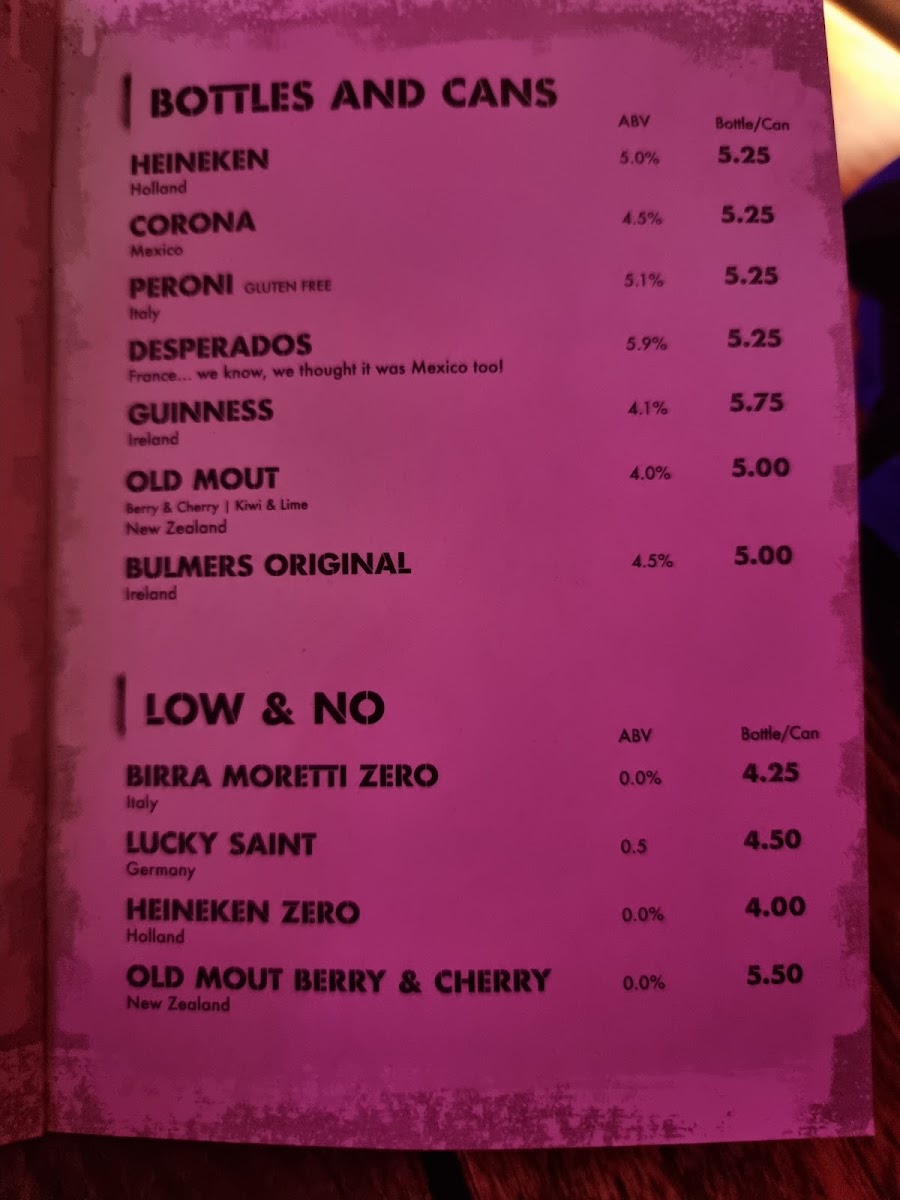 BOTTLES AND CANS
ABV Bottle/Can
HEINEKEN 5.0% 5.25
Holland
CORONA 4.5% 5.25
Mexico
PERONI GLUTEN FREE 5.1% 5.25
Italy
DESPERADOS 5.9% 5.25
France... we know, we thought it was Mexico too!
GUINNESS 4.1% 5.75
Ireland
OLD MOUT 4.0% 5.00
Berry & Cherry | Kiwi & Lime
New Zealand
BULMERS ORIGINAL 4.5% 5.00
Ireland
LOW & NO
ABV Bottle/Can
BIRRA MORETTI ZERO 0.0% 4.25
Italy
LUCKY SAINT 0.5 4.50
Germany
HEINEKEN ZERO 0.0% 4.00
Holland
OLD MOUT BERRY & CHERRY 0.0% 5.50
New Zealand